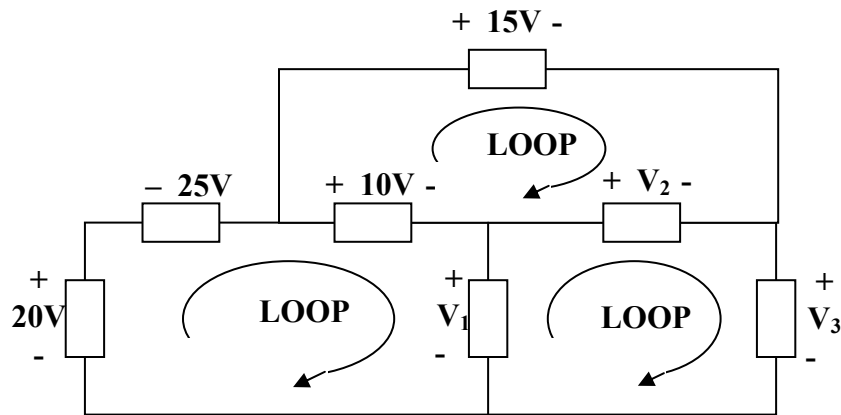 + 15V -
LOOP
– 25V + 10V - + V₂ -
+ + +
20V LOOP V₁ LOOP V₃
- - -